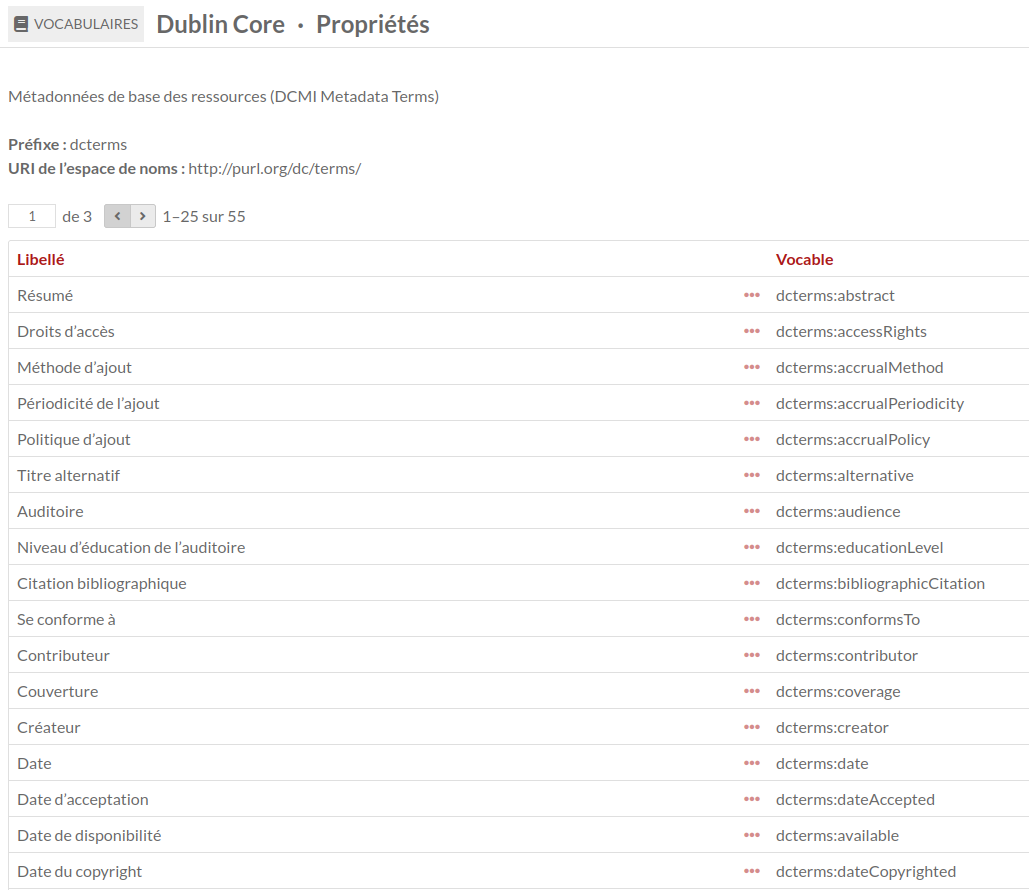 VOCABULAIRES Dublin Core · Propriétés
Métadonnées de base des ressources (DCMI Metadata Terms)
Préfixe : dcterms
URI de l’espace de noms : http://purl.org/dc/terms/
1 de 3 1–25 sur 55
Libellé Vocable
Résumé dcterms:abstract
Droits d’accès dcterms:accessRights
Méthode d’ajout dcterms:accrualMethod
Périodicité de l’ajout dcterms:accrualPeriodicity
Politique d’ajout dcterms:accrualPolicy
Titre alternatif dcterms:alternative
Auditoire dcterms:audience
Niveau d’éducation de l’auditoire dcterms:educationLevel
Citation bibliographique dcterms:bibliographicCitation
Se conforme à dcterms:conformsTo
Contributeur dcterms:contributor
Couverture dcterms:coverage
Créateur dcterms:creator
Date dcterms:date
Date d’acceptation dcterms:dateAccepted
Date de disponibilité dcterms:available
Date du copyright dcterms:dateCopyrighted